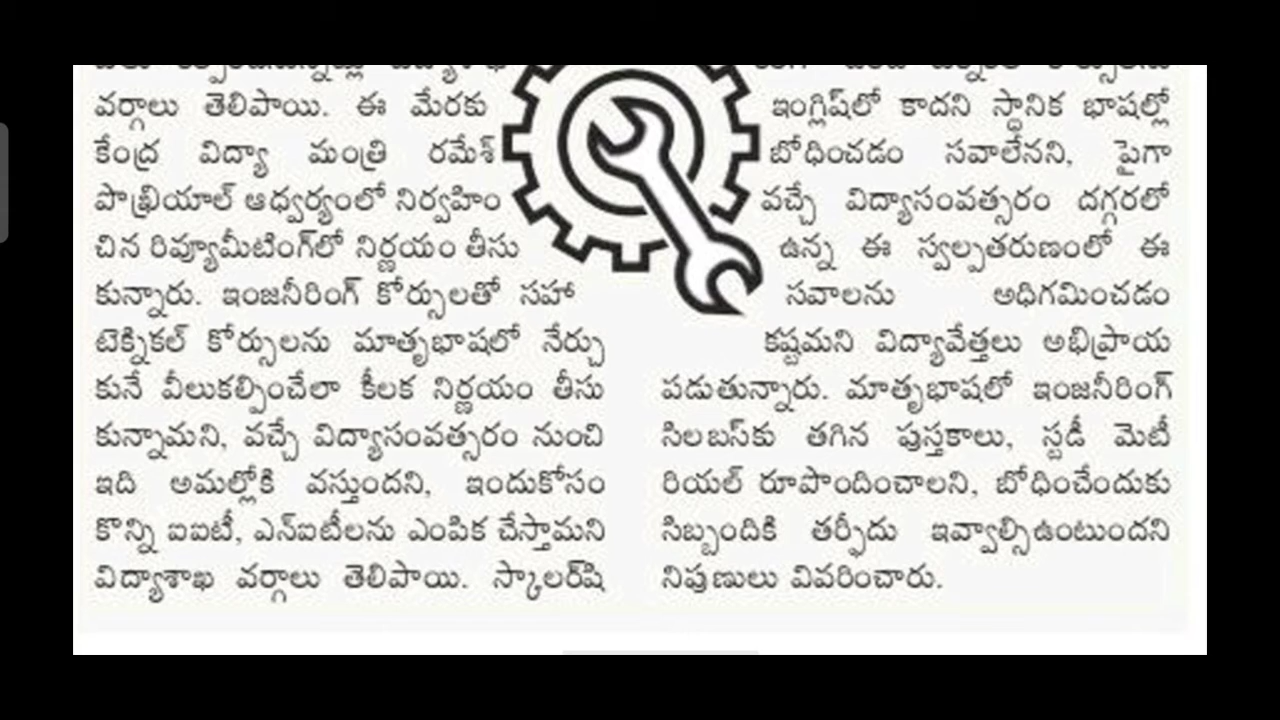 వర్గాలు తెలిపాయి. ఈ మేరకు
కేంద్ర విద్యా మంత్రి రమేశ్
పొఖ్రియాల్ ఆధ్వర్యంలో నిర్వహిం
చిన రివ్యూమీటింగ్‌లో నిర్ణయం తీసు
కున్నారు. ఇంజనీరింగ్ కోర్సులతో సహా
టెక్నికల్ కోర్సులను మాతృభాషలో నేర్చు
కునే వీలుకల్పించేలా కీలక నిర్ణయం తీసు
కున్నామని, వచ్చే విద్యాసంవత్సరం నుంచి
ఇది అమల్లోకి వస్తుందని, ఇందుకోసం
కొన్ని ఐఐటీ, ఎన్ఐటీలను ఎంపిక చేస్తామని
విద్యాశాఖ వర్గాలు తెలిపాయి. స్కాలర్‌షి
ఇంగ్లిష్‌లో కాదని స్థానిక భాషల్లో
బోధించడం సవాలేనని, పైగా
వచ్చే విద్యాసంవత్సరం దగ్గరలో
ఉన్న ఈ స్వల్పతరుణంలో ఈ
సవాలను అధిగమించడం
కష్టమని విద్యావేత్తలు అభిప్రాయ
పడుతున్నారు. మాతృభాషలో ఇంజనీరింగ్
సిలబస్‌కు తగిన పుస్తకాలు, స్టడీ మెటీ
రియల్ రూపొందించాలని, బోధించేందుకు
సిబ్బందికి తర్ఫీదు ఇవ్వాల్సిఉంటుందని
నిపుణులు వివరించారు.